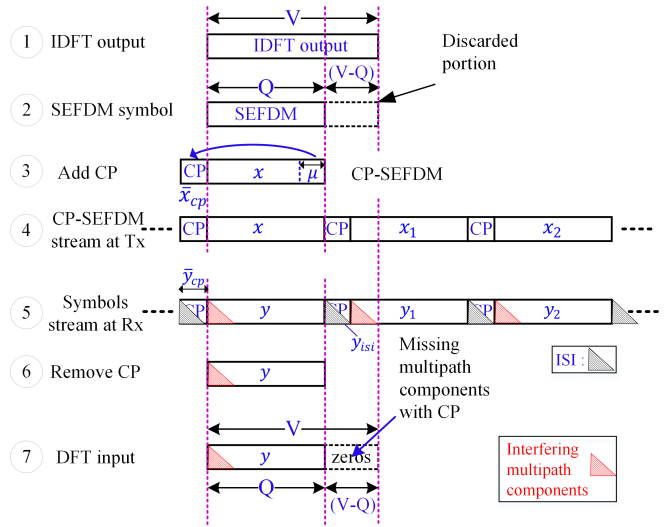 V
1 IDFT output
IDFT output
Discarded
portion
Q
(V-Q)
2 SEFDM symbol
SEFDM
3 Add CP
CP x μ
CP-SEFDM
x̄cp
4 CP-SEFDM
stream at Tx
CP x CP x₁ CP x₂
ȳcp
5 Symbols
stream at Rx
CP y CP y₁ CP y₂
yisi
ISI :
6 Remove CP
y
Missing
multipath
components
with CP
V
7 DFT input
y zeros
Q
(V-Q)
Interfering
multipath
components